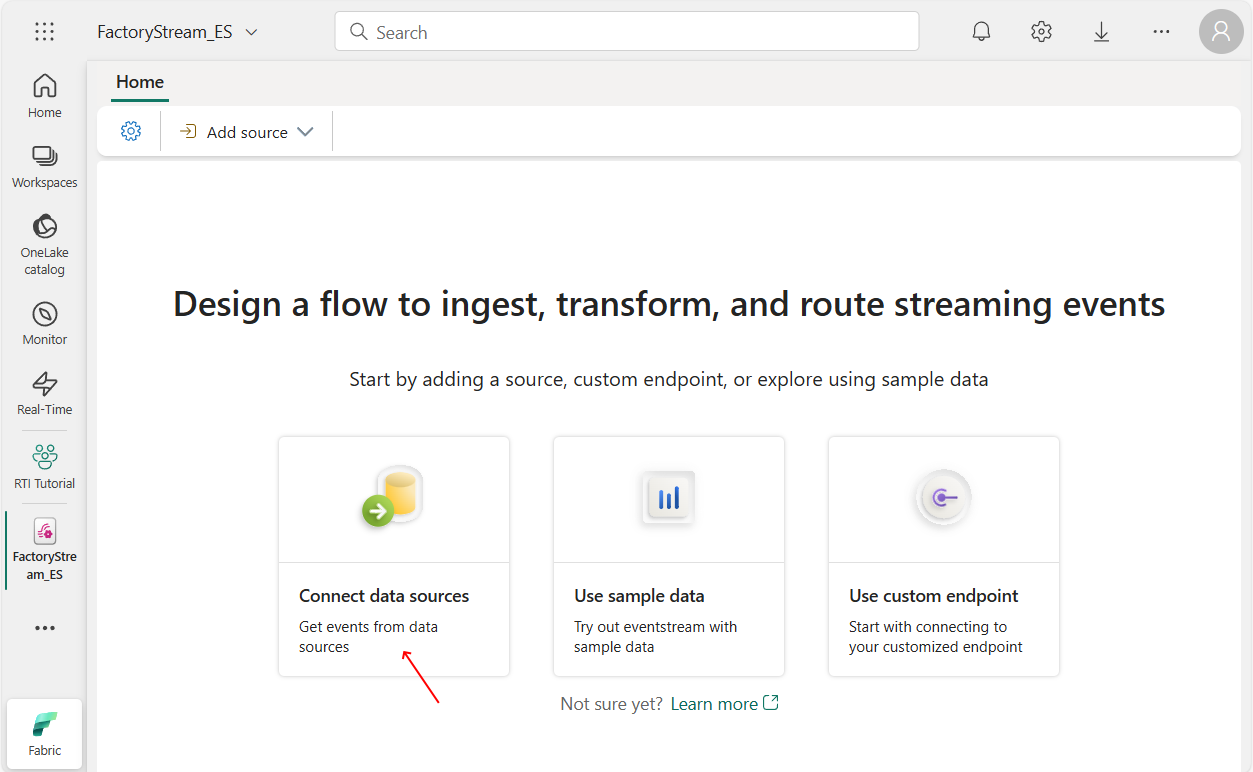 FactoryStream_ES
Search
Home
Workspaces
OneLake
catalog
Monitor
Real-Time
RTI Tutorial
FactoryStre
am_ES
Fabric
Home
Add source
Design a flow to ingest, transform, and route streaming events
Start by adding a source, custom endpoint, or explore using sample data
Connect data sources
Get events from data
sources
Use sample data
Try out eventstream with
sample data
Use custom endpoint
Start with connecting to
your customized endpoint
Not sure yet? Learn more